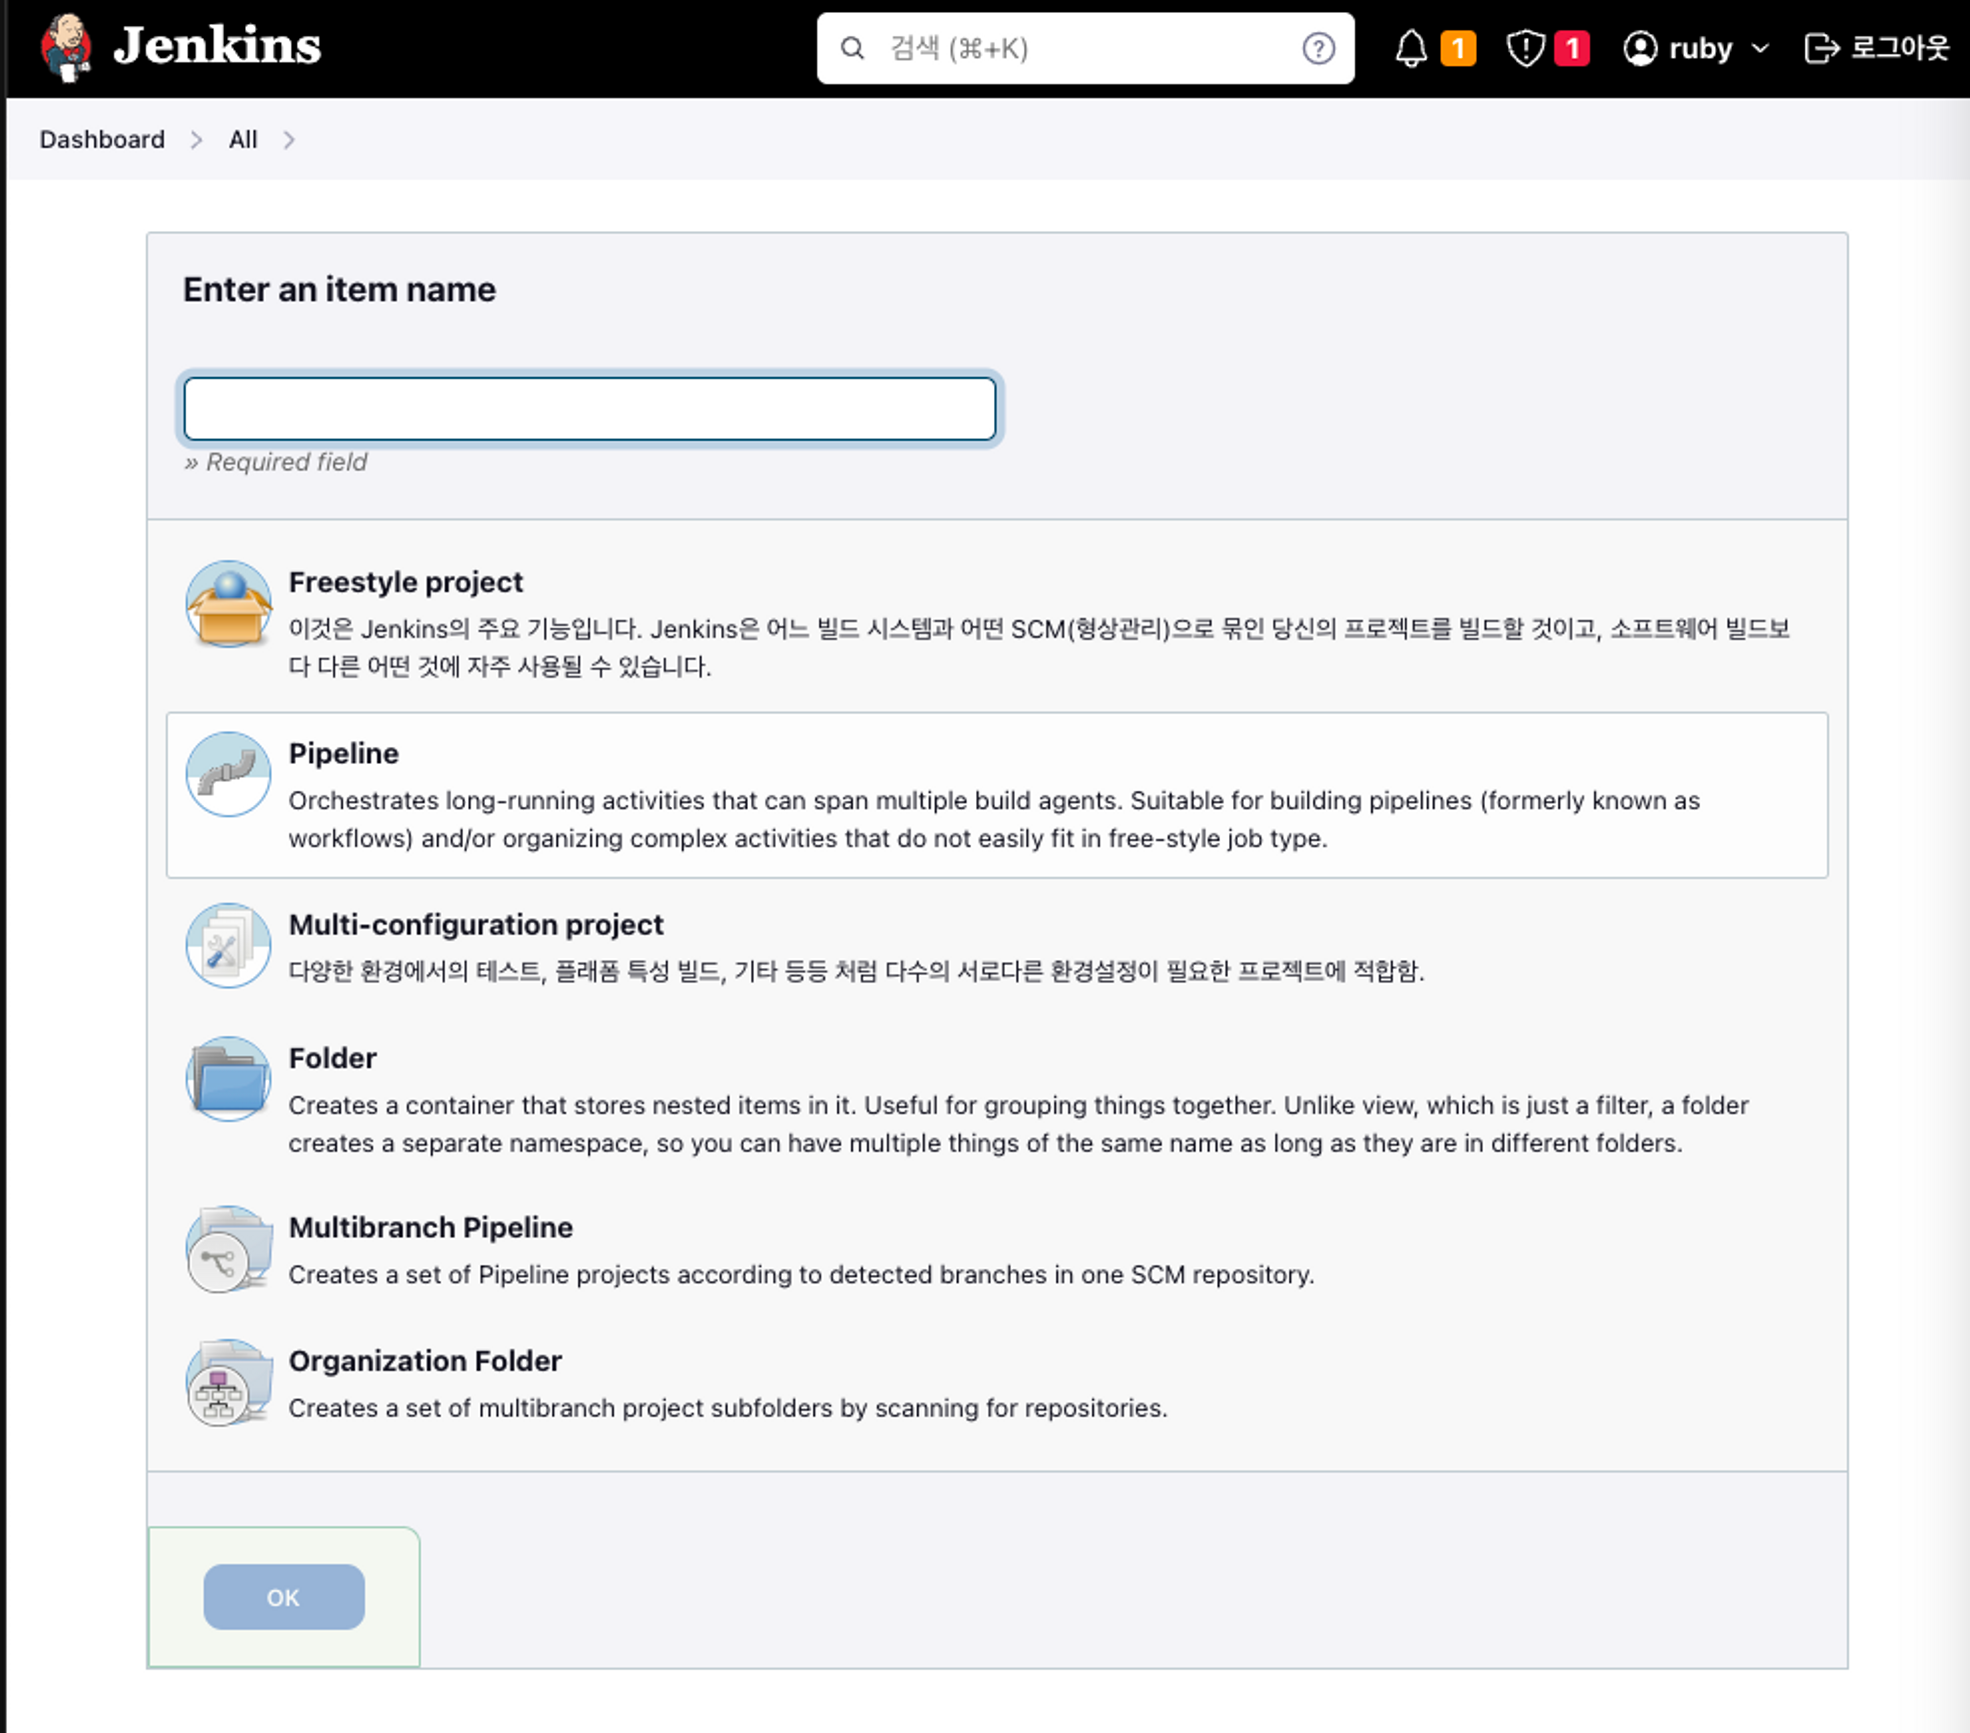 Jenkins
검색 (⌘+K)
1
1
ruby
로그아웃
Dashboard
All
Enter an item name
» Required field
Freestyle project
이것은 Jenkins의 주요 기능입니다. Jenkins은 어느 빌드 시스템과 어떤 SCM(형상관리)으로 묶인 당신의 프로젝트를 빌드할 것이고, 소프트웨어 빌드보
다 다른 어떤 것에 자주 사용될 수 있습니다.
Pipeline
Orchestrates long-running activities that can span multiple build agents. Suitable for building pipelines (formerly known as
workflows) and/or organizing complex activities that do not easily fit in free-style job type.
Multi-configuration project
다양한 환경에서의 테스트, 플래폼 특성 빌드, 기타 등등 처럼 다수의 서로다른 환경설정이 필요한 프로젝트에 적합함.
Folder
Creates a container that stores nested items in it. Useful for grouping things together. Unlike view, which is just a filter, a folder
creates a separate namespace, so you can have multiple things of the same name as long as they are in different folders.
Multibranch Pipeline
Creates a set of Pipeline projects according to detected branches in one SCM repository.
Organization Folder
Creates a set of multibranch project subfolders by scanning for repositories.
OK